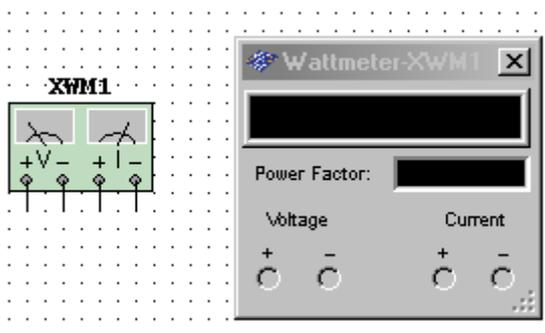 XWM1
+ V - + I -
Wattmeter-XWM1
Power Factor:
Voltage Current
+ - + -